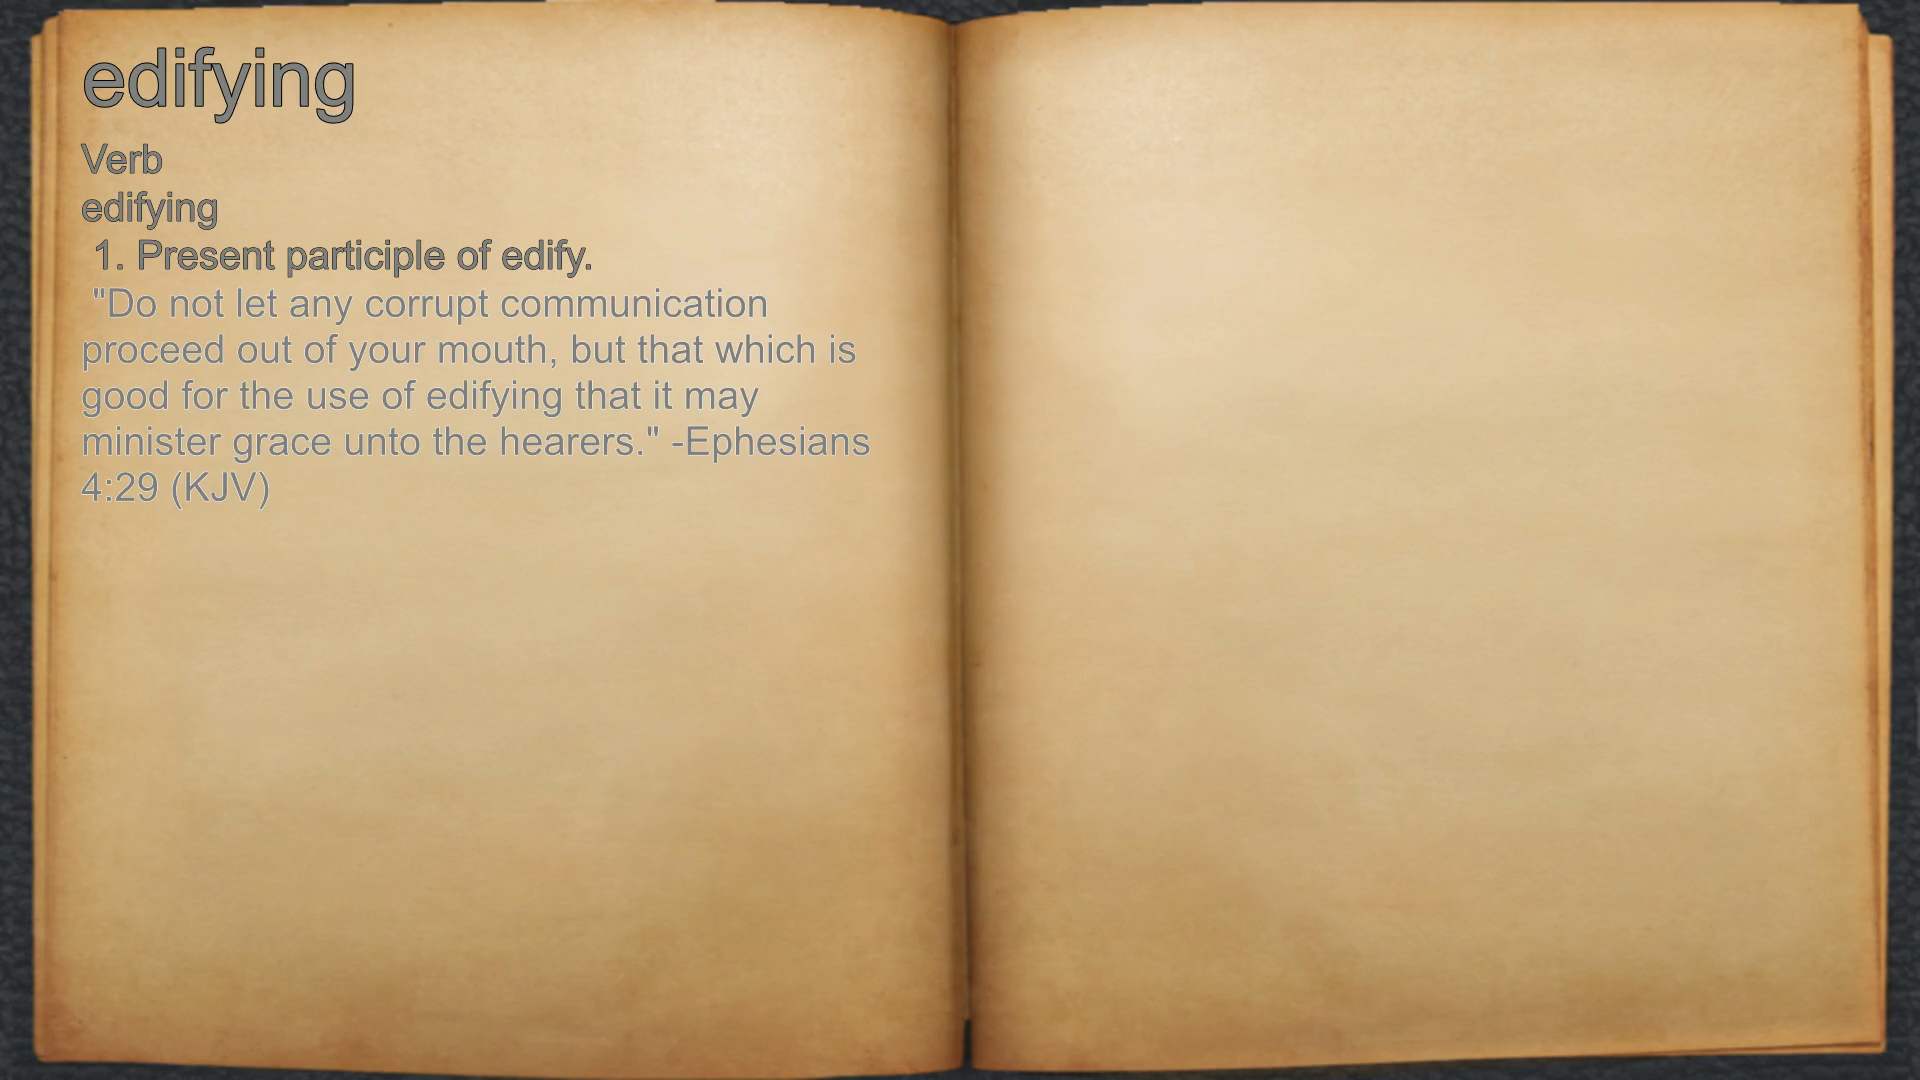 edifying
Verb
edifying
1. Present participle of edify.
"Do not let any corrupt communication
proceed out of your mouth, but that which is
good for the use of edifying that it may
minister grace unto the hearers." -Ephesians
4:29 (KJV)